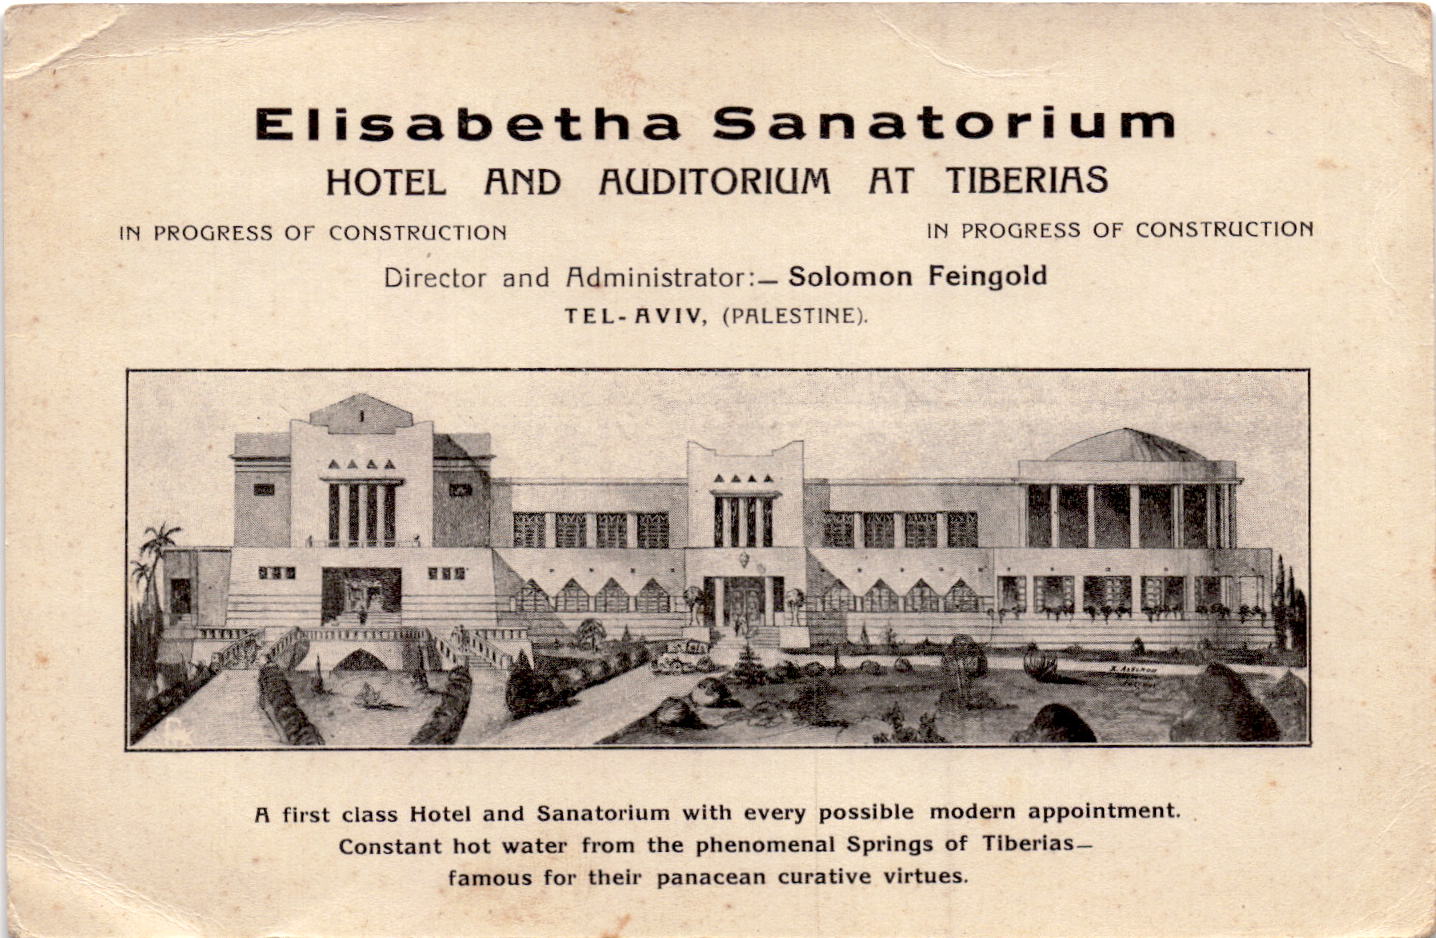 Elisabetha Sanatorium
HOTEL AND AUDITORIUM AT TIBERIAS
IN PROGRESS OF CONSTRUCTION IN PROGRESS OF CONSTRUCTION
Director and Administrator:— Solomon Feingold
TEL-AVIV, (PALESTINE).
A first class Hotel and Sanatorium with every possible modern appointment.
Constant hot water from the phenomenal Springs of Tiberias—
famous for their panacean curative virtues.